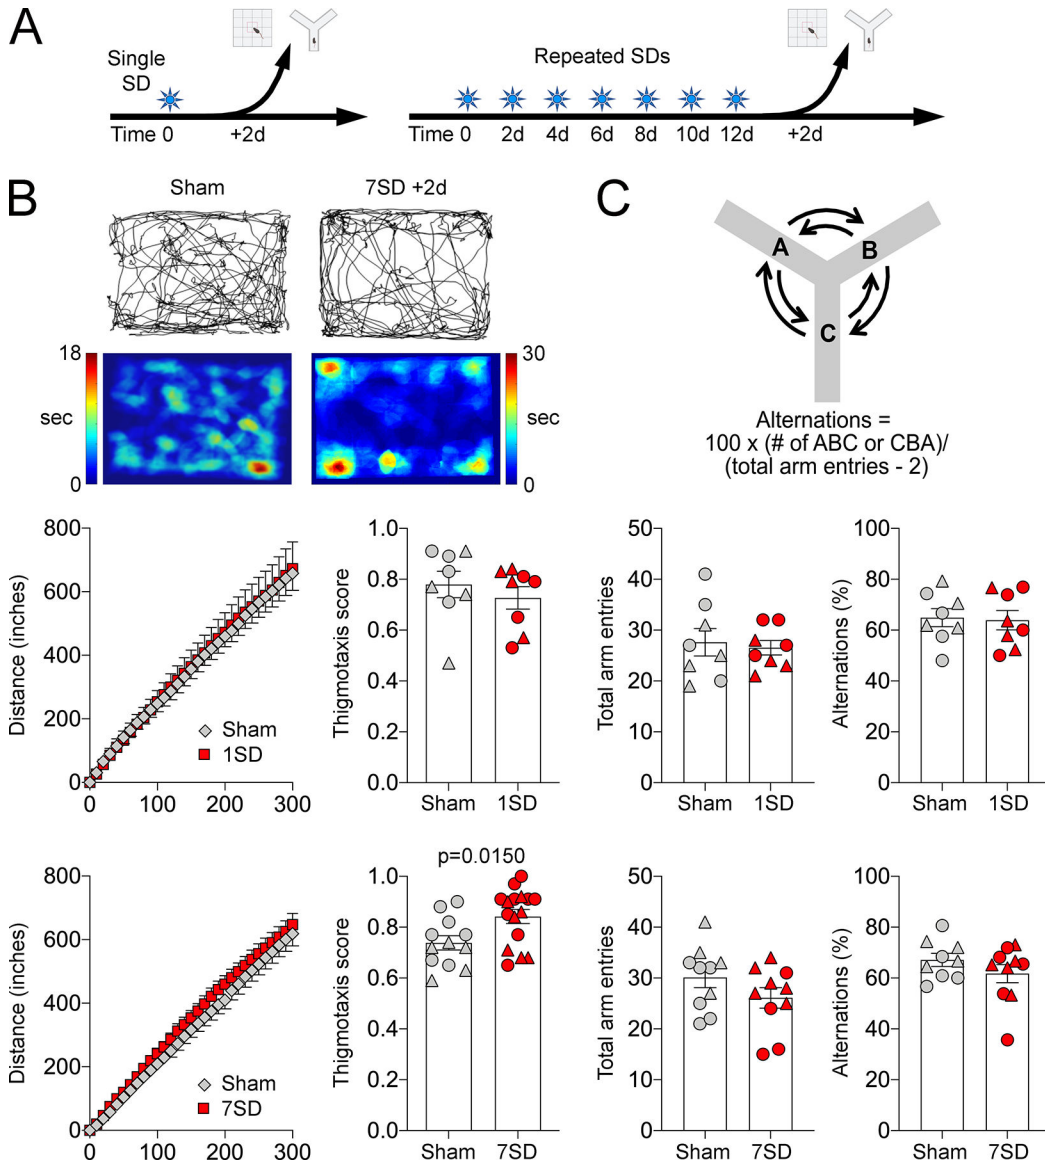 A
Single
SD
Time 0
+2d
Repeated SDs
Time 0 2d 4d 6d 8d 10d 12d +2d
B
Sham
7SD +2d
18
sec
0
30
sec
0
C
A
B
C
Alternations =
100 x (# of ABC or CBA)/
(total arm entries - 2)
Distance (inches)
800
600
400
200
0
0 100 200 300
Sham
1SD
Thigmotaxis score
1.0
0.8
0.6
0.4
0.2
0.0
Sham 1SD
Total arm entries
50
40
30
20
10
0
Sham 1SD
Alternations (%)
100
80
60
40
20
0
Sham 1SD
Distance (inches)
800
600
400
200
0
0 100 200 300
Sham
7SD
p=0.0150
Thigmotaxis score
1.0
0.8
0.6
0.4
0.2
0.0
Sham 7SD
Total arm entries
50
40
30
20
10
0
Sham 7SD
Alternations (%)
100
80
60
40
20
0
Sham 7SD